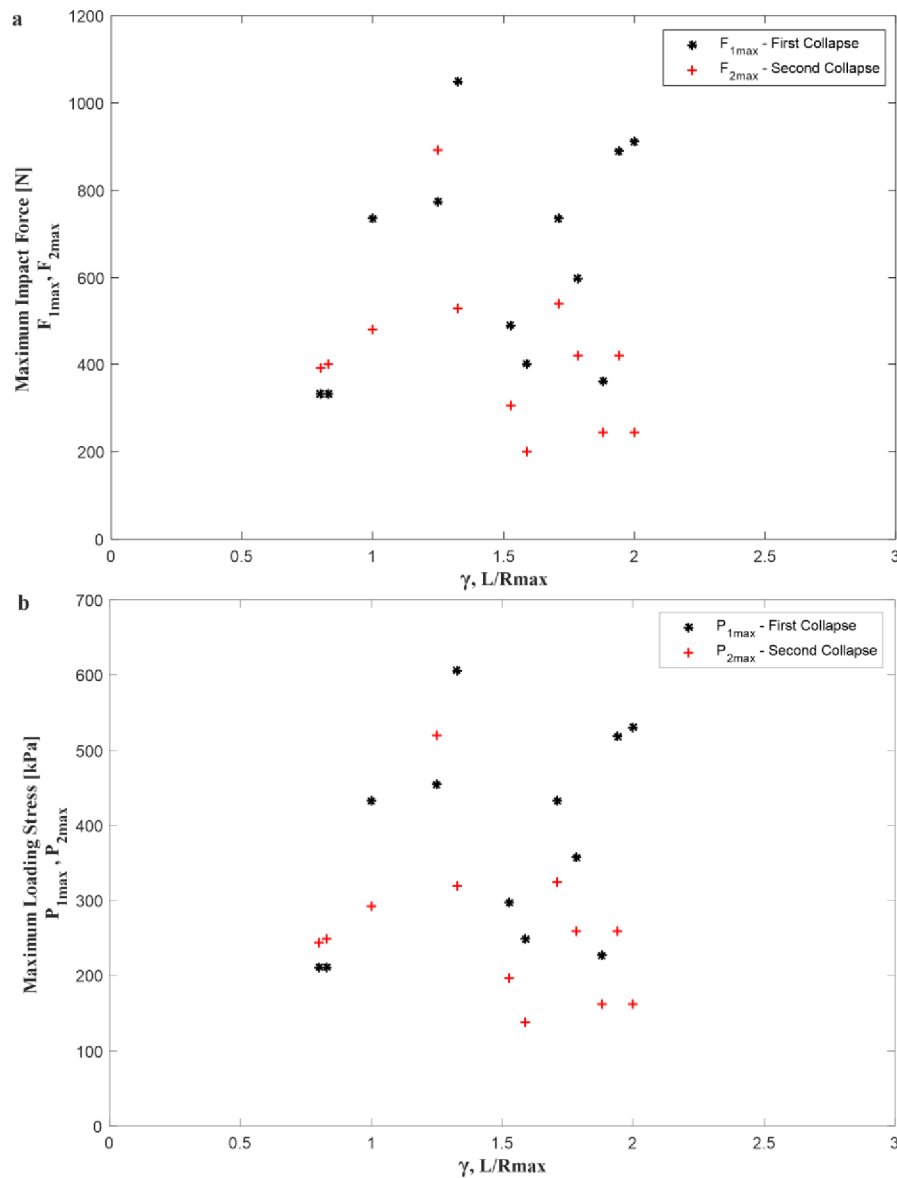 a
1200
1000
800
600
400
200
0
Maximum Impact Force [N]
F1max, F2max
F1max - First Collapse
F2max - Second Collapse
0 0.5 1 1.5 2 2.5 3
γ, L/Rmax
b
700
600
500
400
300
200
100
0
Maximum Loading Stress [kPa]
P1max , P2max
P1max - First Collapse
P2max - Second Collapse
0 0.5 1 1.5 2 2.5 3
γ, L/Rmax